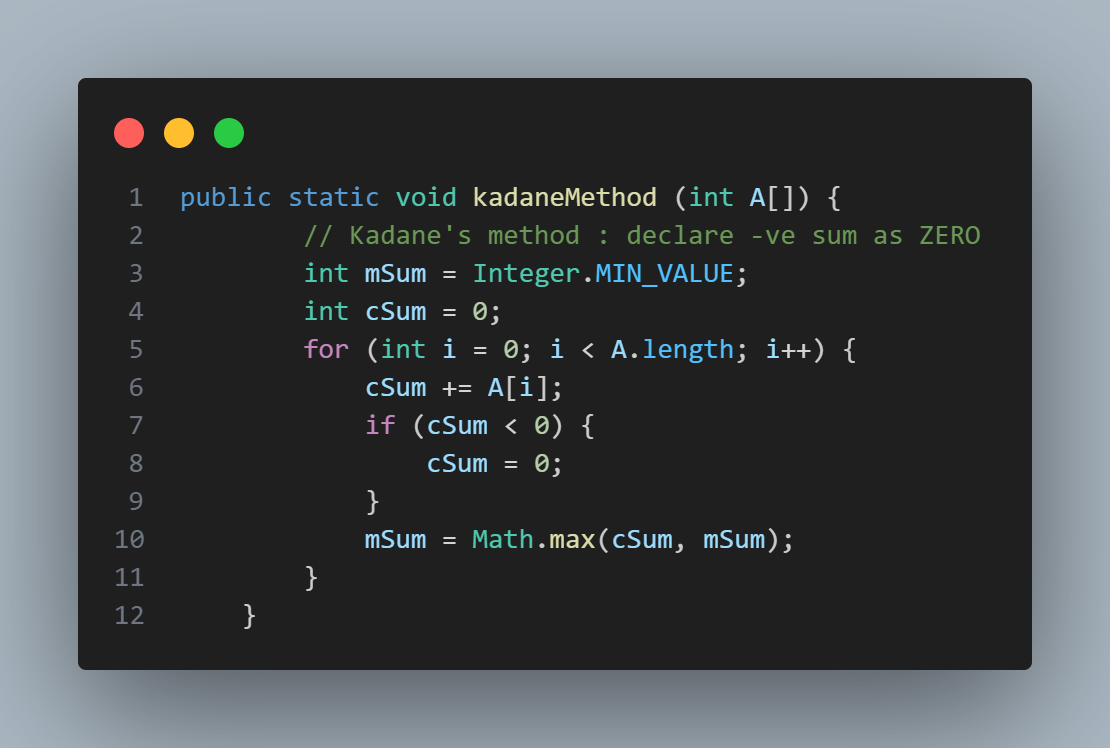 1 public static void kadaneMethod (int A[]) {
2         // Kadane's method : declare -ve sum as ZERO
3         int mSum = Integer.MIN_VALUE;
4         int cSum = 0;
5         for (int i = 0; i < A.length; i++) {
6             cSum += A[i];
7             if (cSum < 0) {
8                 cSum = 0;
9             }
10             mSum = Math.max(cSum, mSum);
11         }
12     }